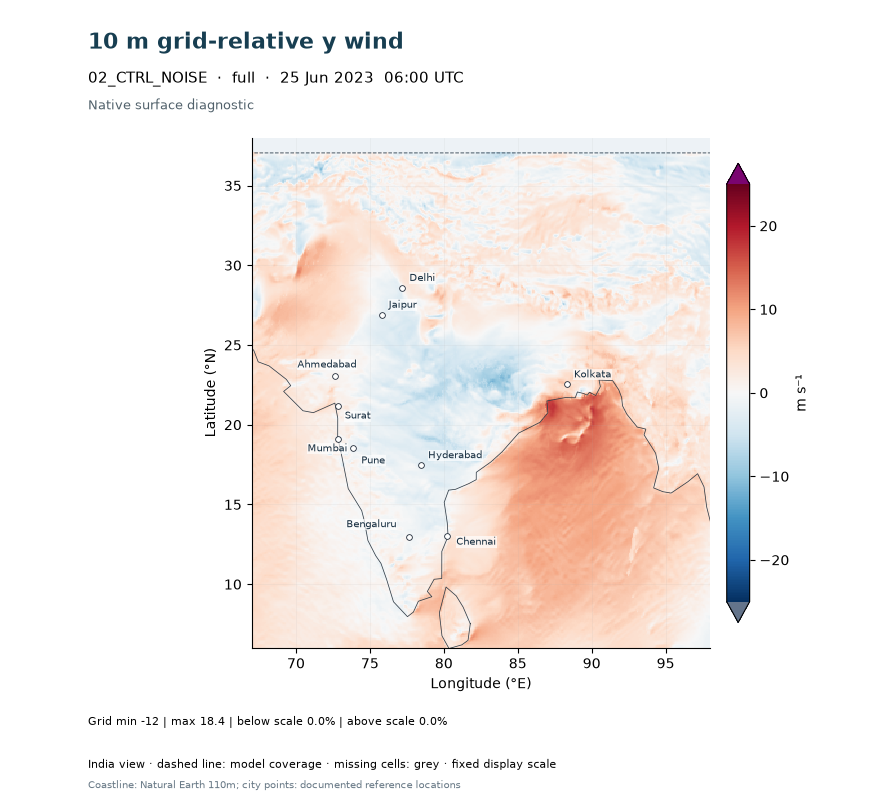 10 m grid-relative y wind
02_CTRL_NOISE · full · 25 Jun 2023 06:00 UTC
Native surface diagnostic
35
30
25
20
15
10
70
75
80
85
90
95
Latitude (°N)
Longitude (°E)
Delhi
Jaipur
Ahmedabad
Kolkata
Surat
Mumbai
Pune
Hyderabad
Bengaluru
Chennai
20
10
0
−10
−20
m s⁻¹
Grid min -12 | max 18.4 | below scale 0.0% | above scale 0.0%
India view · dashed line: model coverage · missing cells: grey · fixed display scale
Coastline: Natural Earth 110m; city points: documented reference locations